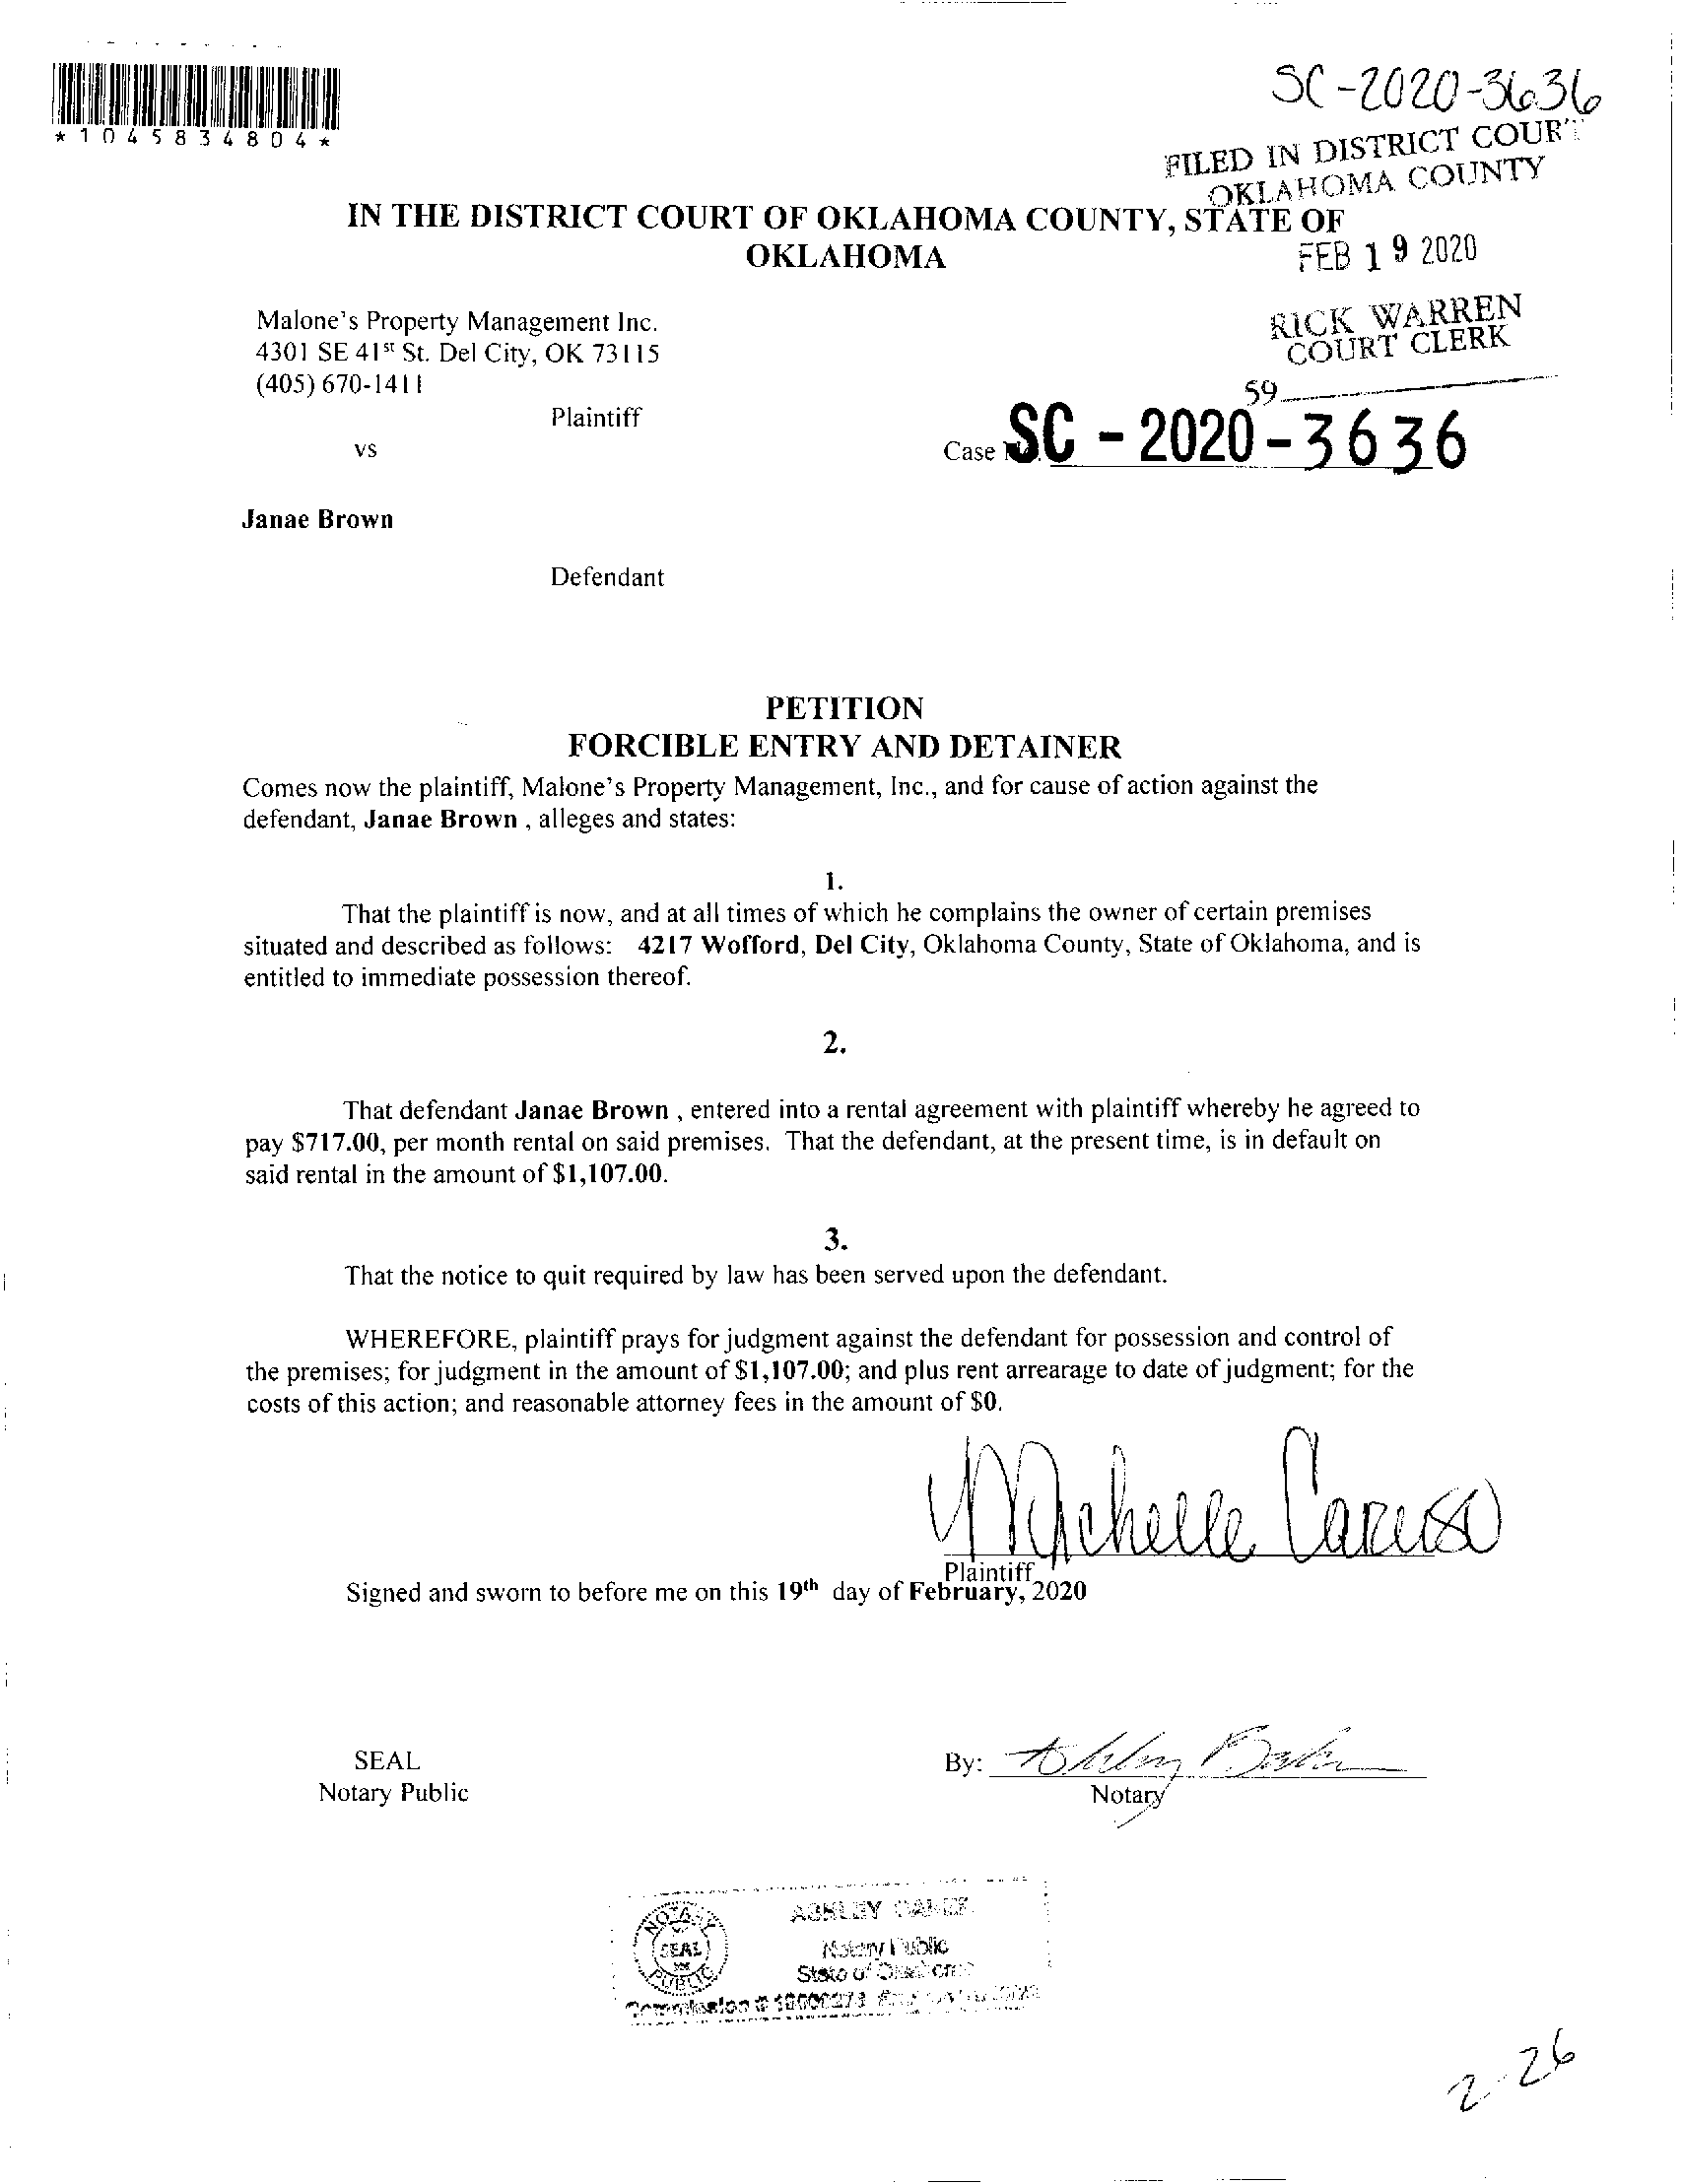 SC-2020-3636
*1045834804*
FILED IN DISTRICT COURT
OKLAHOMA COUNTY
IN THE DISTRICT COURT OF OKLAHOMA COUNTY, STATE OF
OKLAHOMA
FEB 19 2020
Malone's Property Management Inc.
4301 SE 41st St. Del City, OK 73115
(405) 670-1411
RICK WARREN
COURT CLERK
59
Plaintiff
vs
Case No. SC - 2020-3636
Janae Brown
Defendant
PETITION
FORCIBLE ENTRY AND DETAINER
Comes now the plaintiff, Malone's Property Management, Inc., and for cause of action against the
defendant, Janae Brown , alleges and states:
1.
That the plaintiff is now, and at all times of which he complains the owner of certain premises
situated and described as follows: 4217 Wofford, Del City, Oklahoma County, State of Oklahoma, and is
entitled to immediate possession thereof.
2.
That defendant Janae Brown , entered into a rental agreement with plaintiff whereby he agreed to
pay $717.00, per month rental on said premises. That the defendant, at the present time, is in default on
said rental in the amount of $1,107.00.
3.
That the notice to quit required by law has been served upon the defendant.
WHEREFORE, plaintiff prays for judgment against the defendant for possession and control of
the premises; for judgment in the amount of $1,107.00; and plus rent arrearage to date of judgment; for the
costs of this action; and reasonable attorney fees in the amount of $0.
Michelle Caruso
Plaintiff
Signed and sworn to before me on this 19th day of February, 2020
SEAL
Notary Public
By:
Notary
ASHLEY
NOTARY
SEAL
PUBLIC
Notary Public
State of Oklahoma
Commission #
2-26